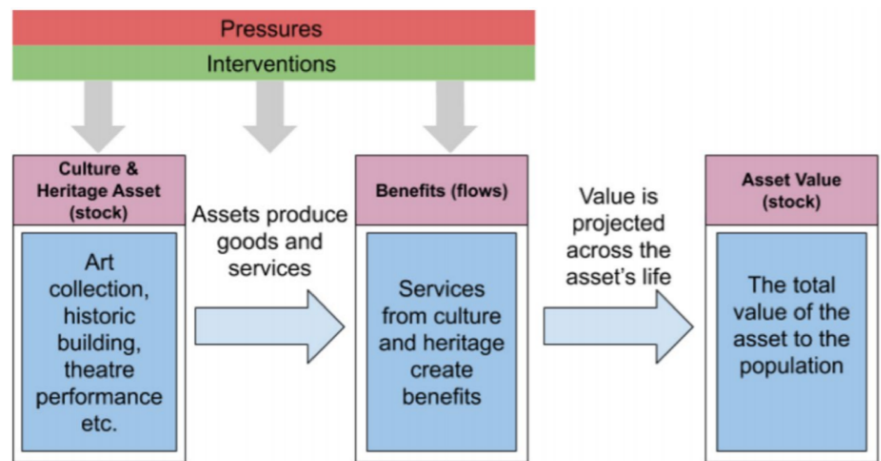 Pressures
Interventions
Culture &
Heritage Asset
(stock)
Art
collection,
historic
building,
theatre
performance
etc.
Assets produce
goods and
services
Benefits (flows)
Services
from culture
and heritage
create
benefits
Value is
projected
across the
asset's life
Asset Value
(stock)
The total
value of the
asset to the
population